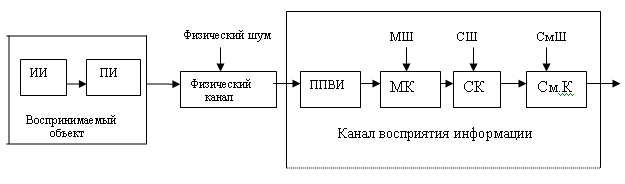 Физический шум
МШ
СШ
СмШ
ИИ
ПИ
Физический
канал
ППВИ
МК
СК
См.К
Воспринимаемый
объект
Канал восприятия информации